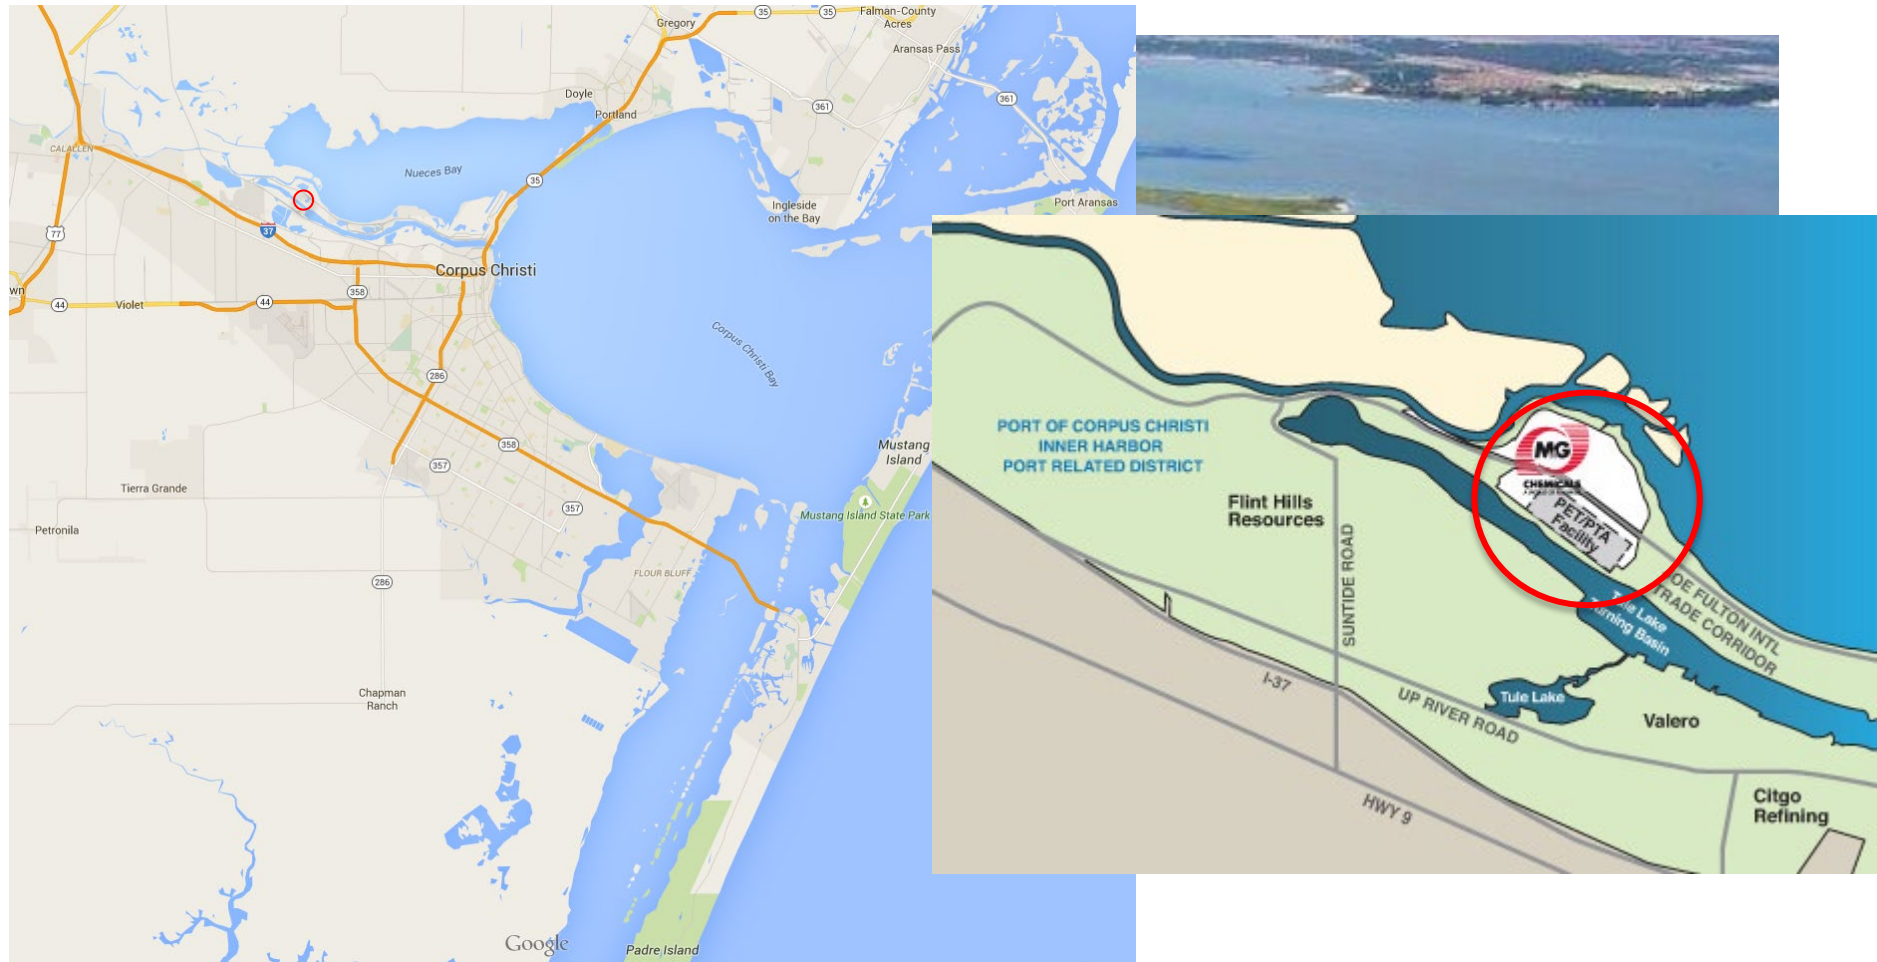 35
35
Falman-County
Acres
Gregory
Aransas Pass
Doyle
361
361
Portland
CALALLEN
Nueces Bay
35
Ingleside
on the Bay
Port Aransas
77
37
Corpus Christi
wn
44
Violet
44
358
Corpus Christi Bay
286
358
Mustang
Island
357
Tierra Grande
357
Mustang Island State Park
Petronila
FLOUR BLUFF
286
Chapman
Ranch
Google
Padre Island
PORT OF CORPUS CHRISTI
INNER HARBOR
PORT RELATED DISTRICT
MG
CHEMICALS
PET/PTA
Facility
Flint Hills
Resources
SUNTIDE ROAD
OE FULTON INTL
TRADE CORRIDOR
Tule Lake
Turning Basin
I-37
UP RIVER ROAD
Tule Lake
Valero
HWY 9
Citgo
Refining